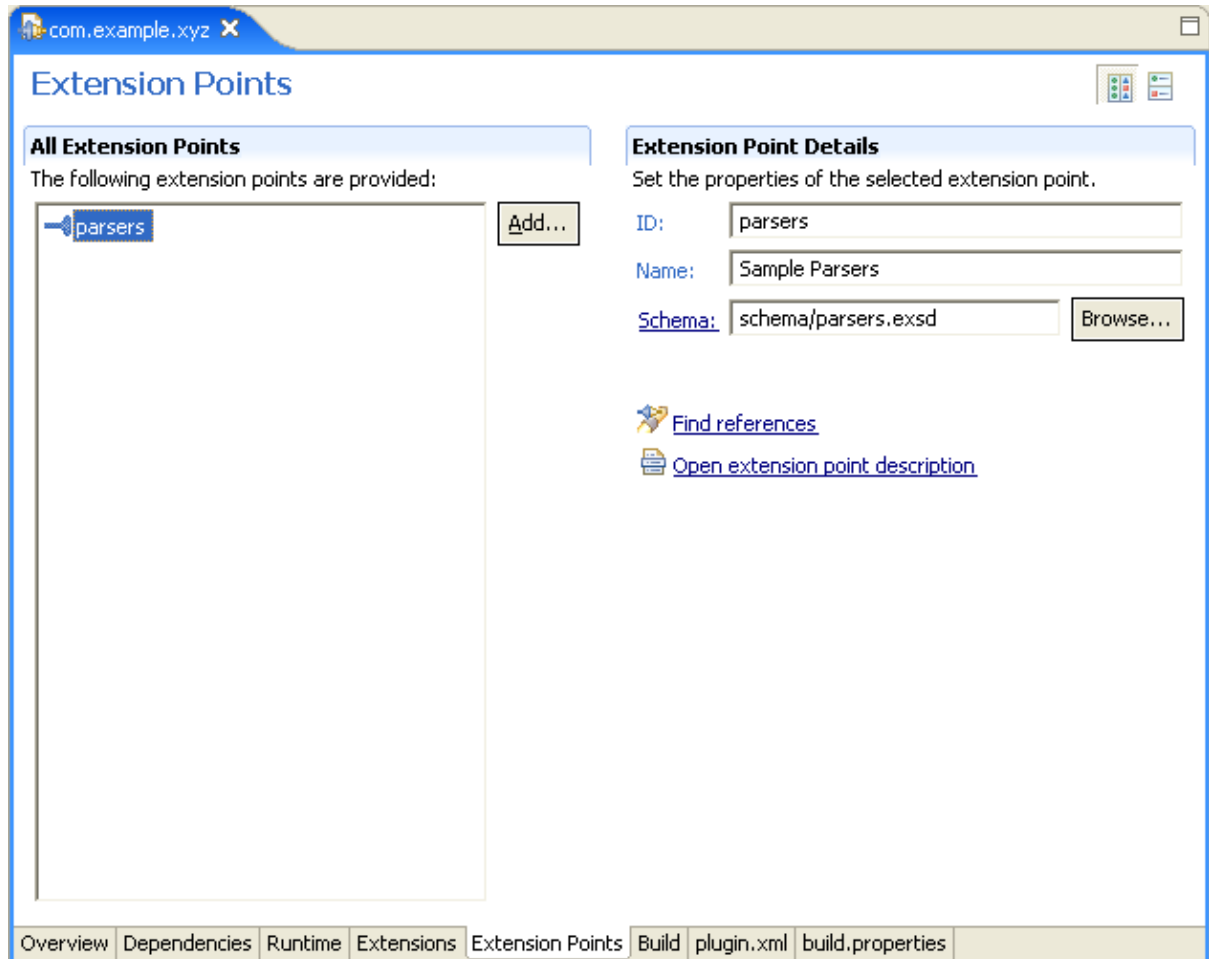 com.example.xyz
Extension Points
All Extension Points
The following extension points are provided:
parsers
Add...
Extension Point Details
Set the properties of the selected extension point.
ID: parsers
Name: Sample Parsers
Schema: schema/parsers.exsd Browse...
Find references
Open extension point description
Overview Dependencies Runtime Extensions Extension Points Build plugin.xml build.properties